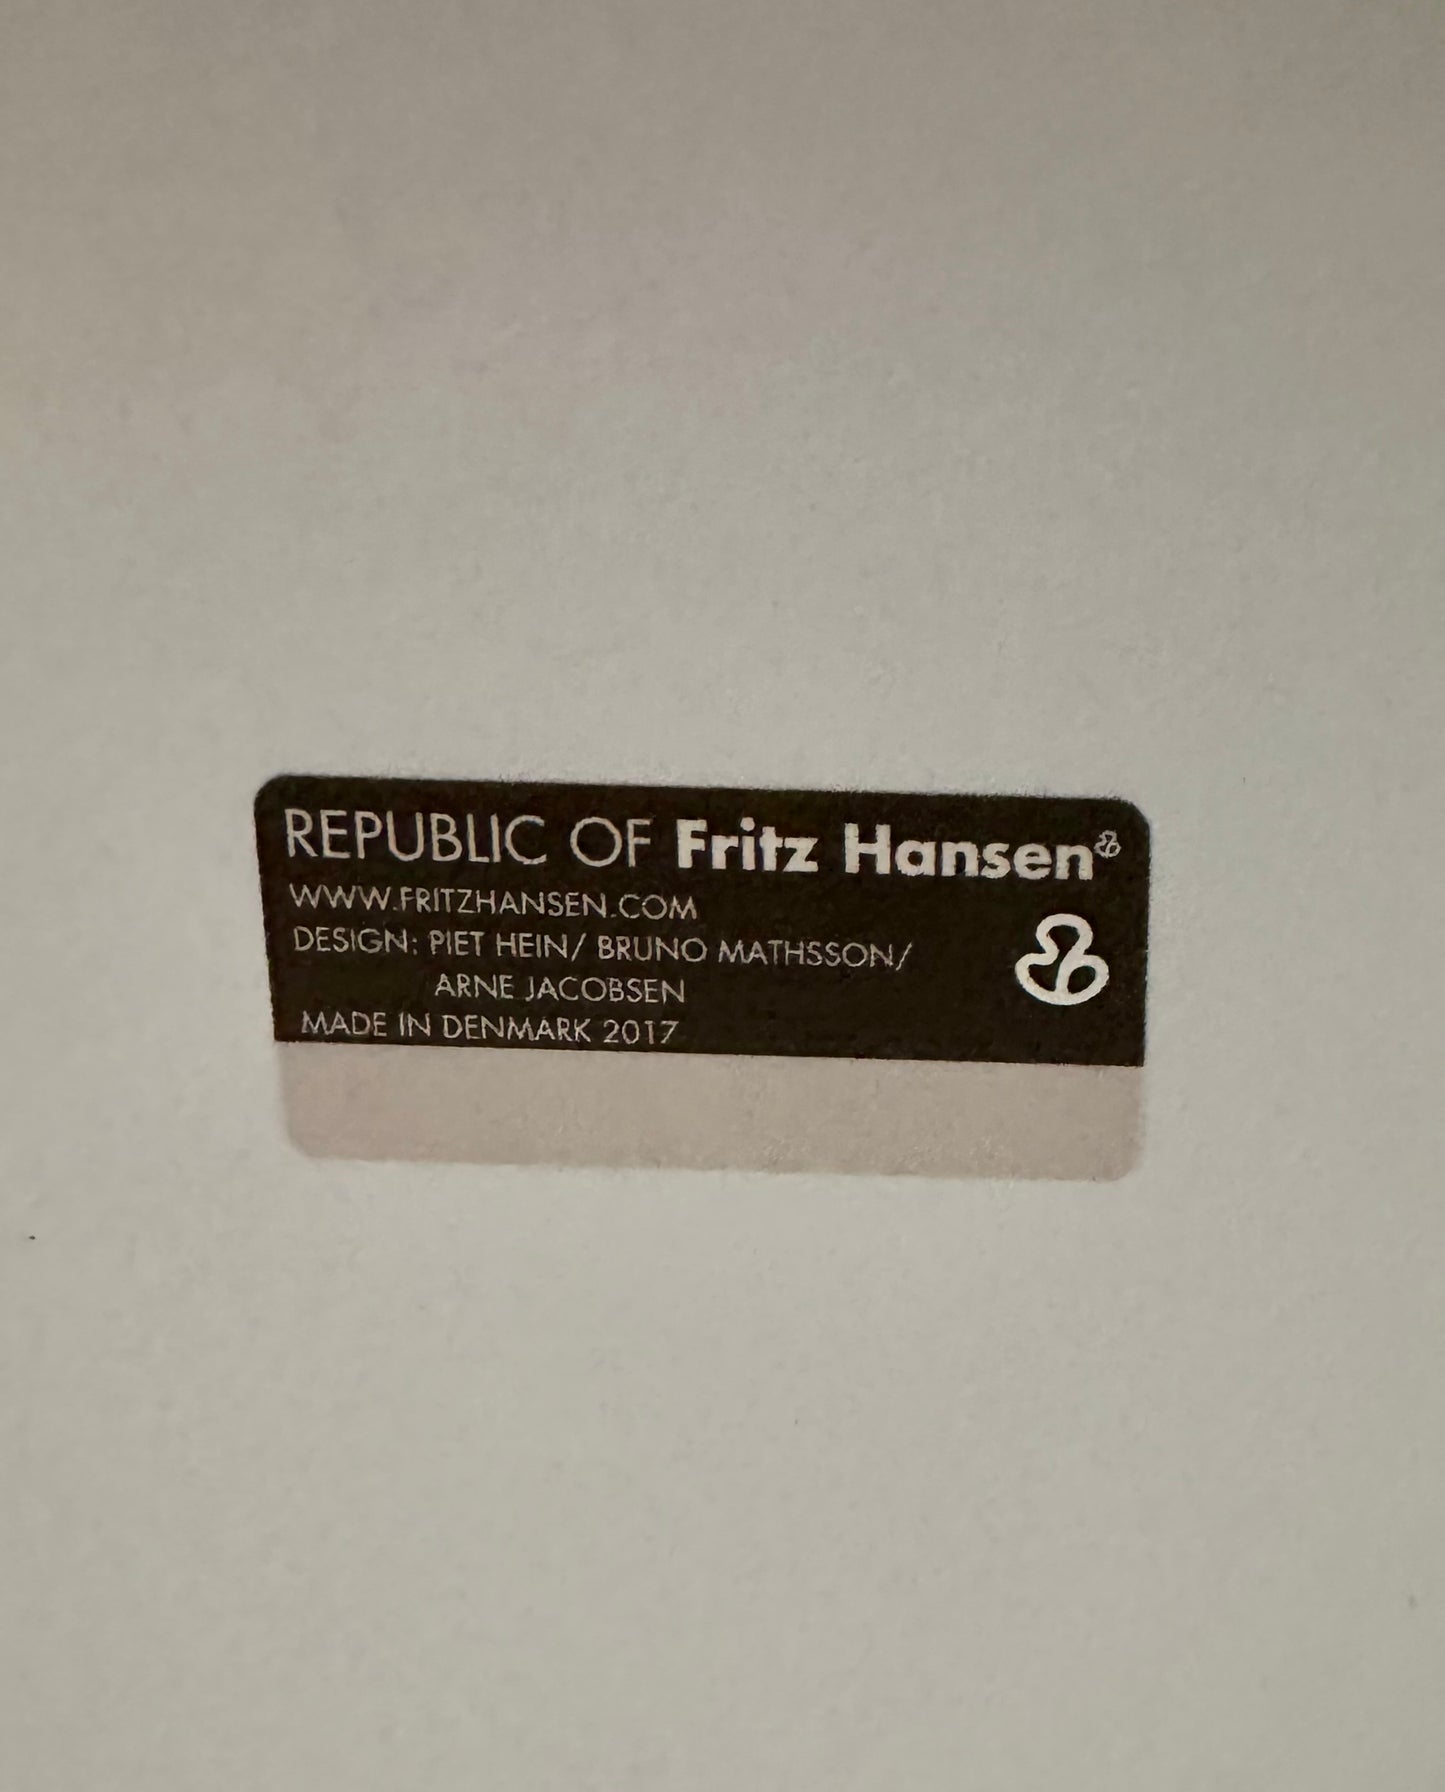 REPUBLIC OF Fritz Hansen
WWW.FRITZHANSEN.COM
DESIGN: PIET HEIN/ BRUNO MATHSSON/
ARNE JACOBSEN
MADE IN DENMARK 2017